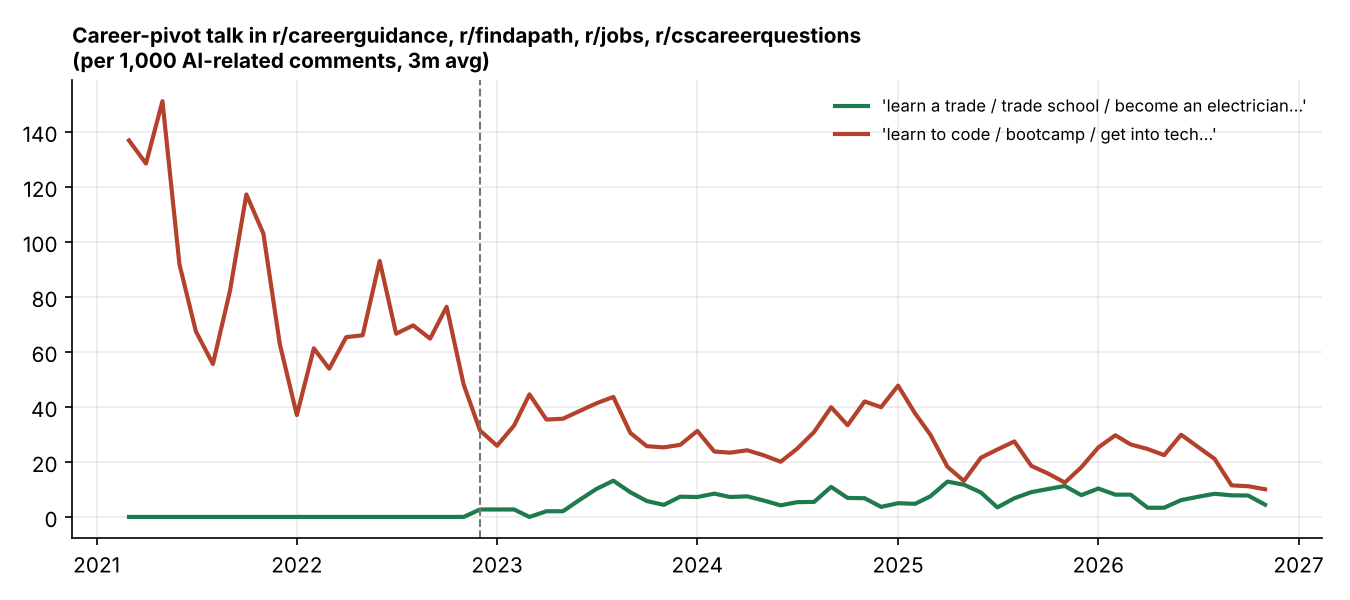 Career-pivot talk in r/careerguidance, r/findapath, r/jobs, r/cscareerquestions
(per 1,000 AI-related comments, 3m avg)
'learn a trade / trade school / become an electrician...'
'learn to code / bootcamp / get into tech...'
140
120
100
80
60
40
20
0
2021 2022 2023 2024 2025 2026 2027